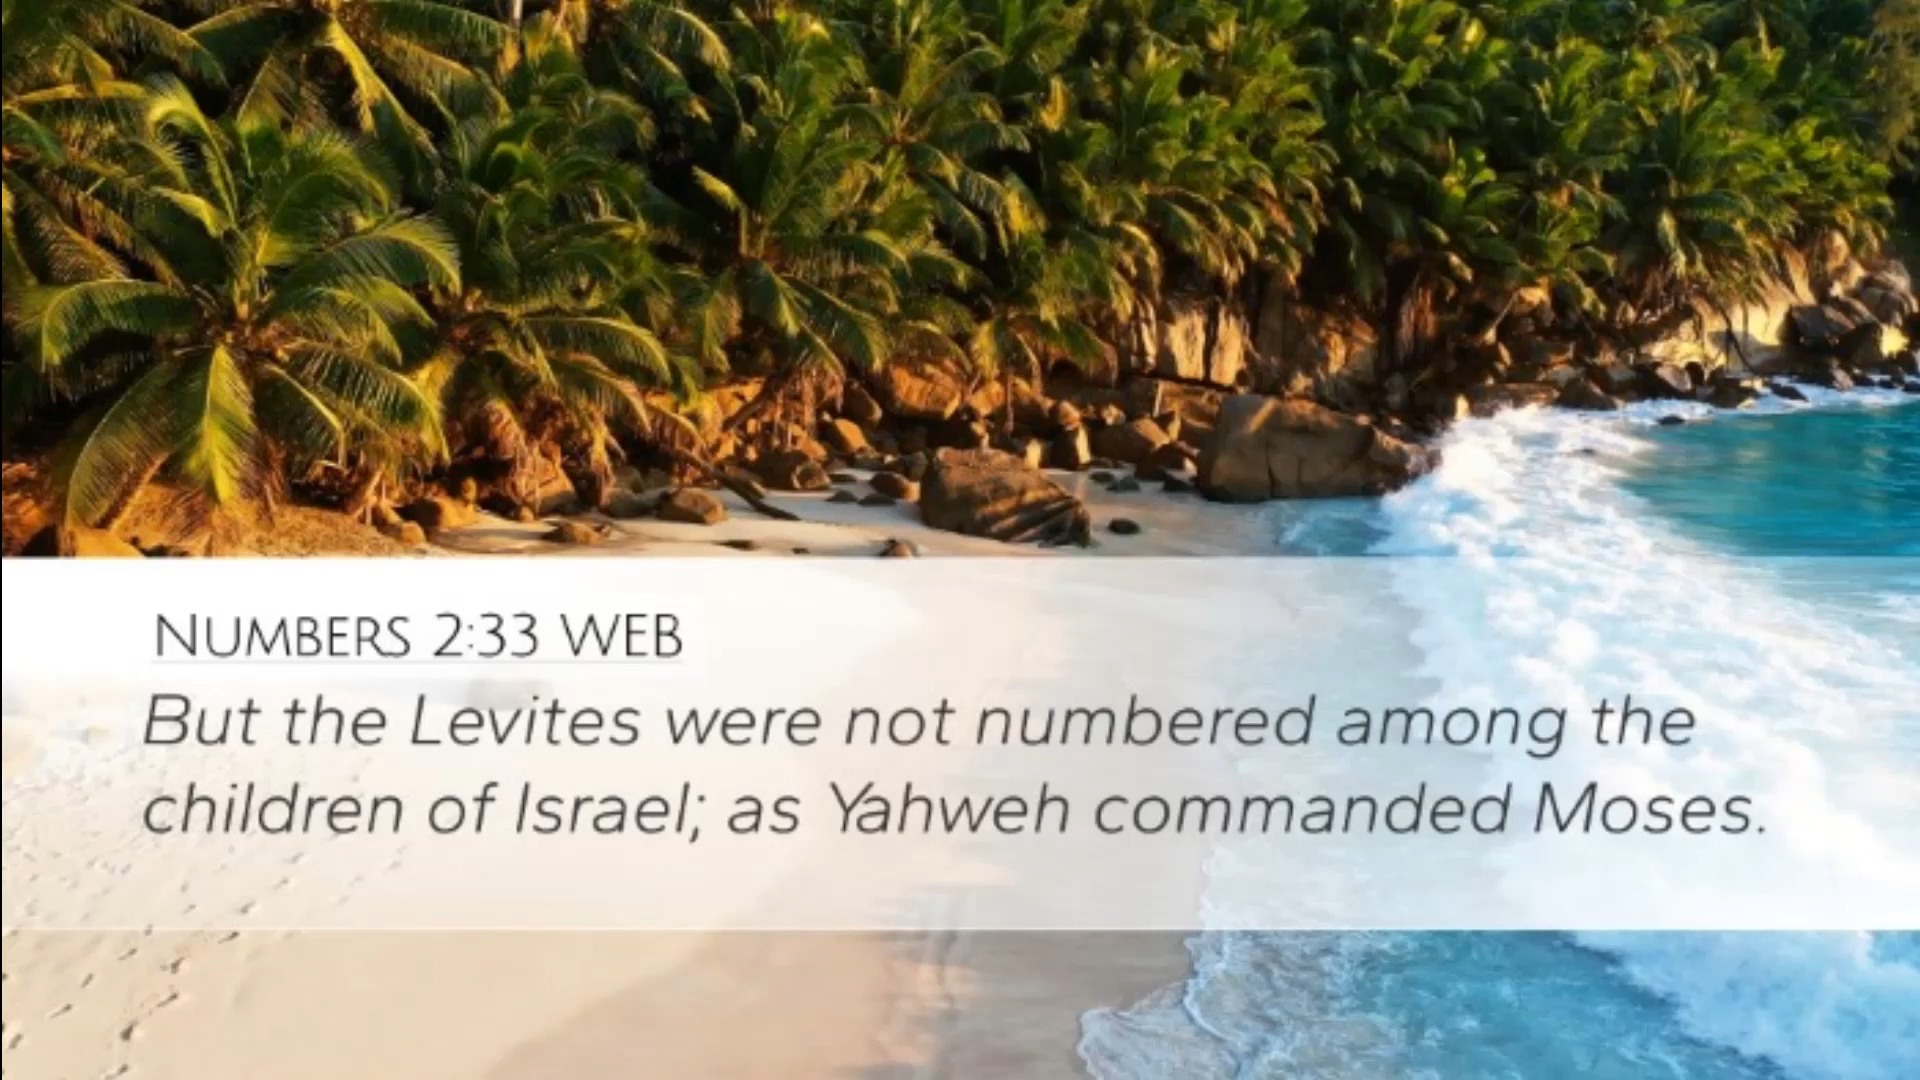 Numbers 2:33 WEB
But the Levites were not numbered among the
children of Israel; as Yahweh commanded Moses.